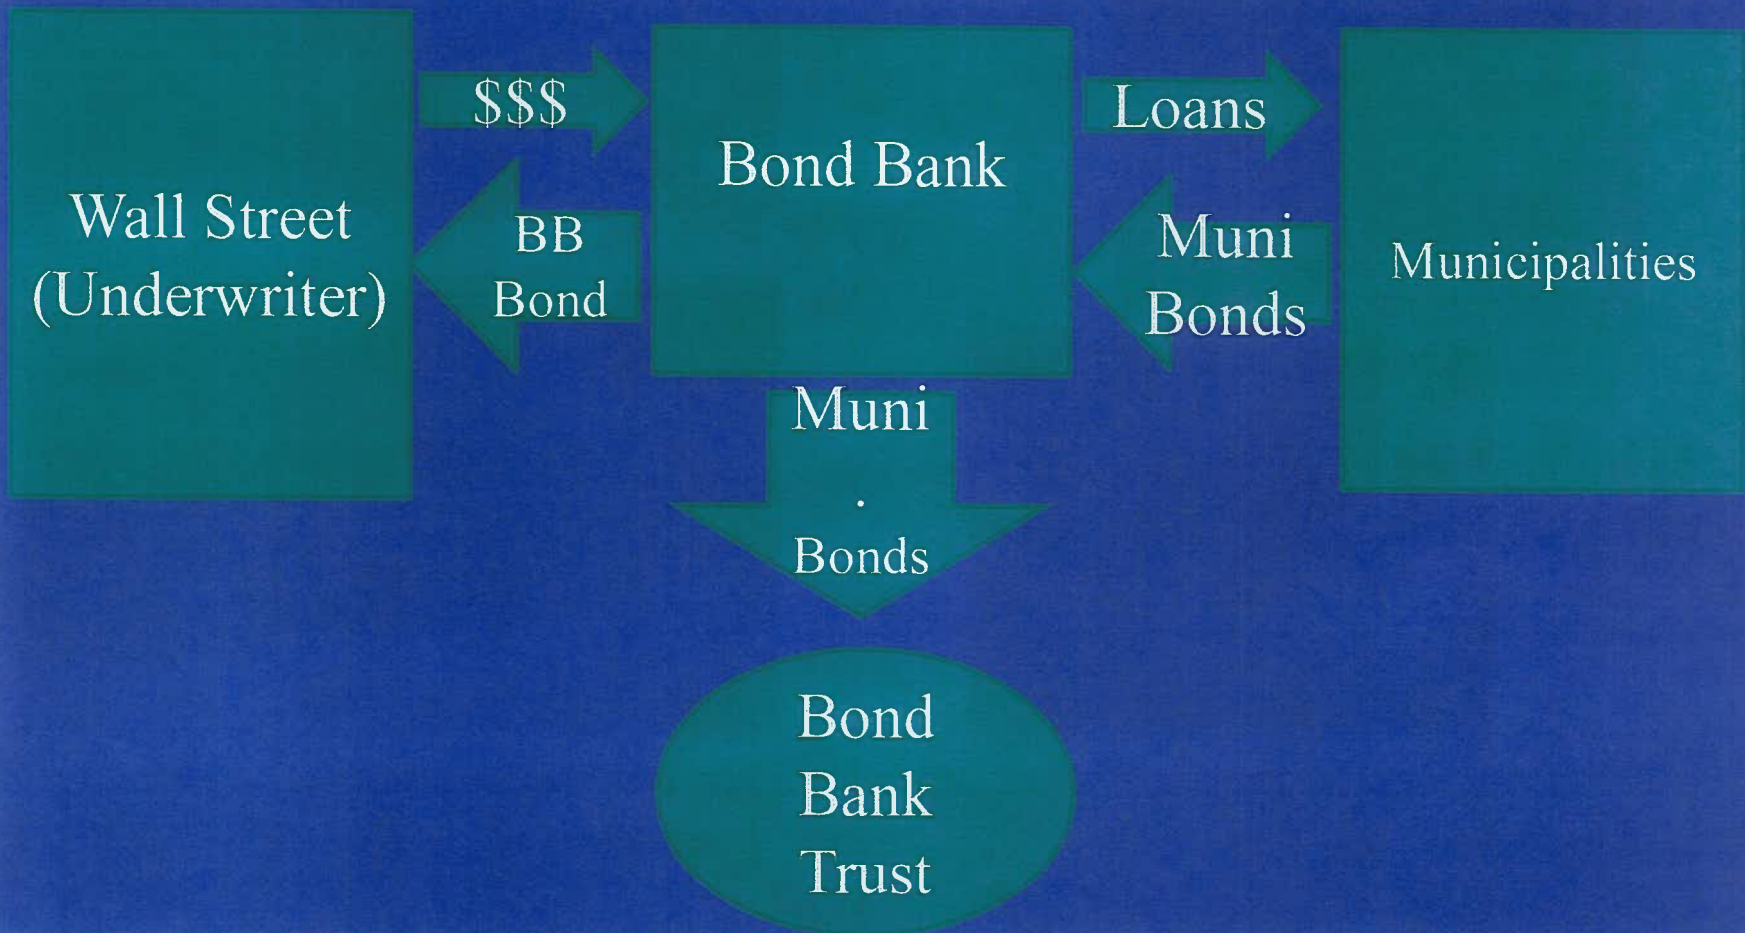 Wall Street
(Underwriter)
$$$
BB
Bond
Bond Bank
Loans
Muni
Bonds
Municipalities
Muni
.
Bonds
Bond
Bank
Trust